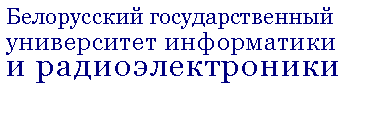 Белорусский государственный
университет информатики
и радиоэлектроники